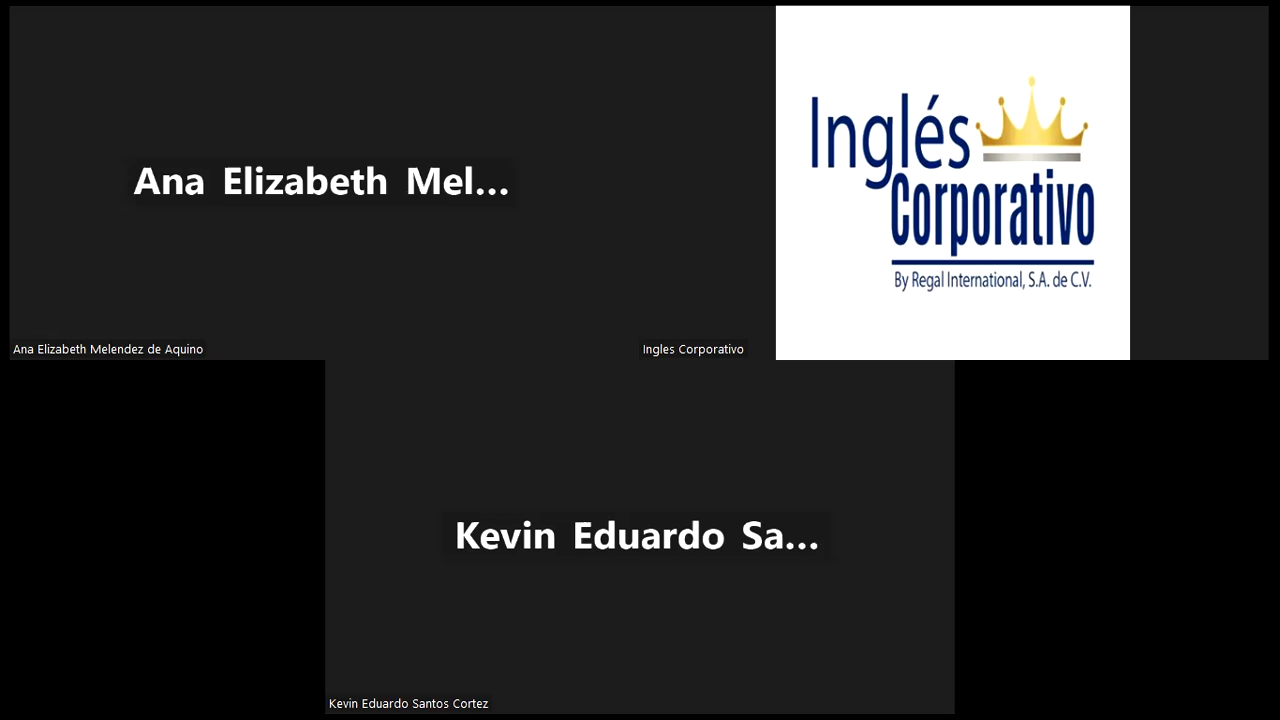 Ana Elizabeth Mel...
Inglés
Corporativo
By Regal International, S.A. de C.V.
Ana Elizabeth Melendez de Aquino
Ingles Corporativo
Kevin Eduardo Sa...
Kevin Eduardo Santos Cortez